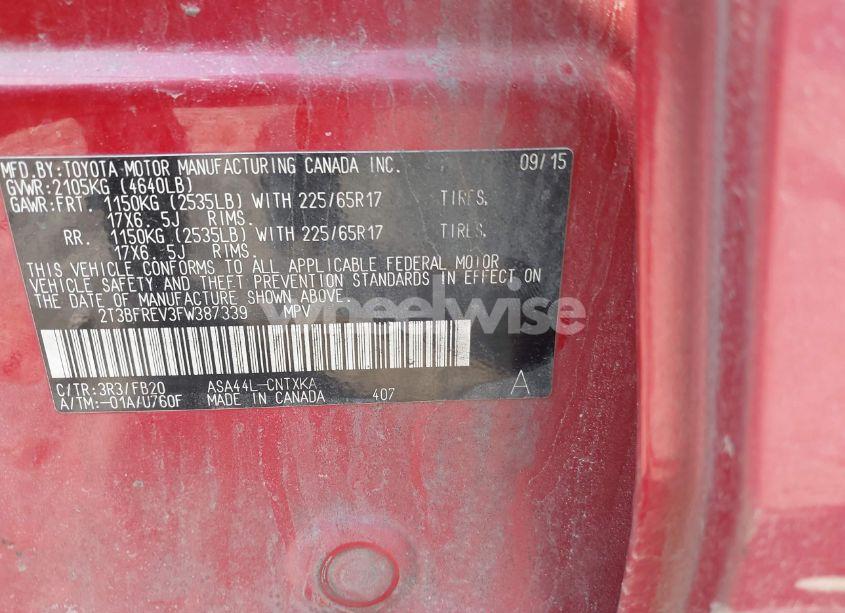 MFD.BY:TOYOTA MOTOR MANUFACTURING CANADA INC. 09/15
GVWR:2105KG (4640LB)
GAWR:FRT. 1150KG (2535LB) WITH 225/65R17 TIRES.
17X6. 5J RIMS.
RR. 1150KG (2535LB) WITH 225/65R17 TIRES.
17X6. 5J RIMS.
THIS VEHICLE CONFORMS TO ALL APPLICABLE FEDERAL MOTOR
VEHICLE SAFETY AND THEFT PREVENTION STANDARDS IN EFFECT ON
THE DATE OF MANUFACTURE SHOWN ABOVE.
2T3BFREV3FW387339 MPV
wheelwise
C/TR:3R3/FB20 ASA44L-CNTXKA
A/TM:-01A/U760F MADE IN CANADA 407 A